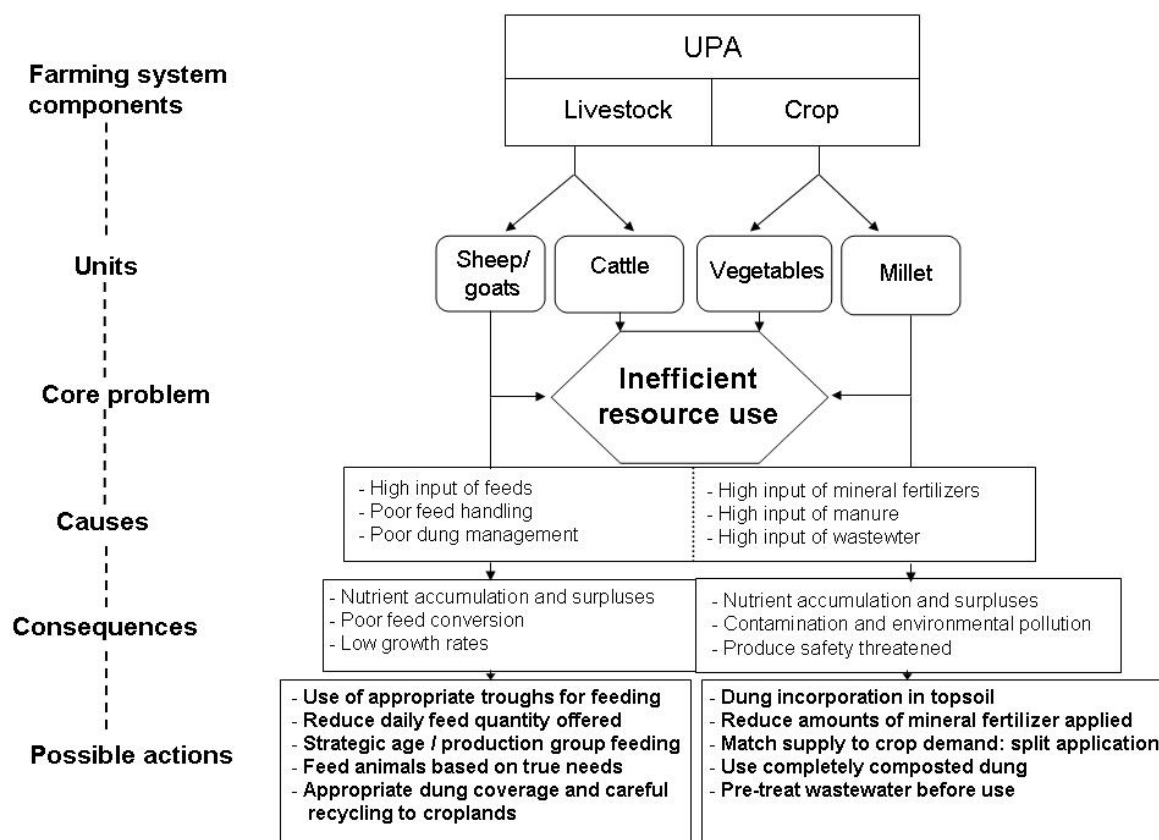 UPA
Farming system
components
Livestock
Crop
Units
Sheep/
goats
Cattle
Vegetables
Millet
Core problem
Inefficient
resource use
Causes
- High input of feeds
- Poor feed handling
- Poor dung management
- High input of mineral fertilizers
- High input of manure
- High input of wastewter
Consequences
- Nutrient accumulation and surpluses
- Poor feed conversion
- Low growth rates
- Nutrient accumulation and surpluses
- Contamination and environmental pollution
- Produce safety threatened
Possible actions
- Use of appropriate troughs for feeding
- Reduce daily feed quantity offered
- Strategic age / production group feeding
- Feed animals based on true needs
- Appropriate dung coverage and careful
recycling to croplands
- Dung incorporation in topsoil
- Reduce amounts of mineral fertilizer applied
- Match supply to crop demand: split application
- Use completely composted dung
- Pre-treat wastewater before use